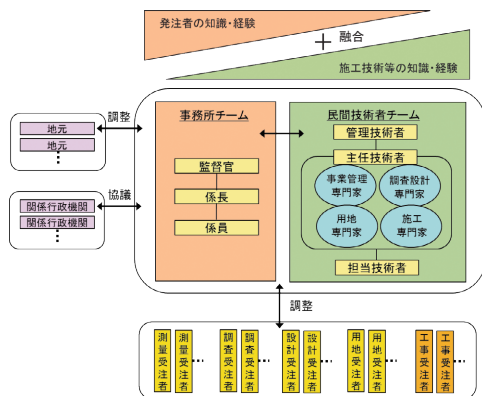 発注者の知識・経験
＋ 融合
施工技術等の知識・経験
調整
地元
地元
⋮
協議
関係行政機関
関係行政機関
⋮
事務所チーム
監督官
係長
係員
民間技術者チーム
管理技術者
主任技術者
事業管理
専門家
調査設計
専門家
用地
専門家
施工
専門家
担当技術者
調整
測量受注者
測量受注者
…
調査受注者
調査受注者
…
設計受注者
設計受注者
…
用地受注者
用地受注者
…
工事受注者
工事受注者
…